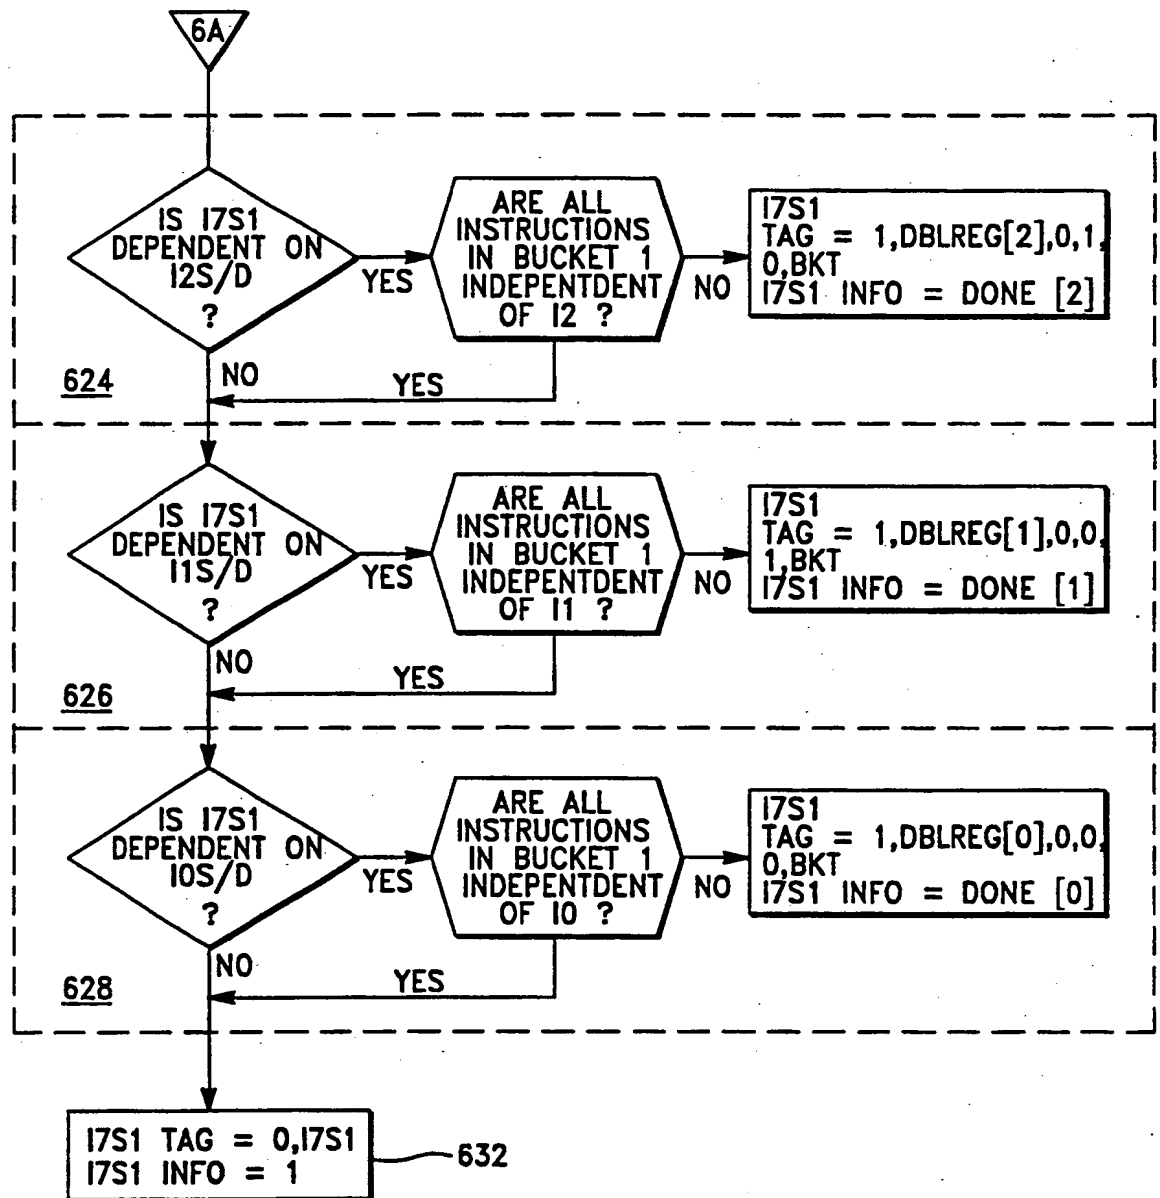 6A
IS I7S1
DEPENDENT ON
I2S/D
?
YES
ARE ALL
INSTRUCTIONS
IN BUCKET 1
INDEPENTDENT
OF I2 ?
NO
I7S1
TAG = 1,DBLREG[2],0,1,
0,BKT
I7S1 INFO = DONE [2]
NO
YES
624
IS I7S1
DEPENDENT ON
I1S/D
?
YES
ARE ALL
INSTRUCTIONS
IN BUCKET 1
INDEPENTDENT
OF I1 ?
NO
I7S1
TAG = 1,DBLREG[1],0,0,
1,BKT
I7S1 INFO = DONE [1]
NO
YES
626
IS I7S1
DEPENDENT ON
I0S/D
?
YES
ARE ALL
INSTRUCTIONS
IN BUCKET 1
INDEPENTDENT
OF I0 ?
NO
I7S1
TAG = 1,DBLREG[0],0,0,
0,BKT
I7S1 INFO = DONE [0]
NO
YES
628
I7S1 TAG = 0,I7S1
I7S1 INFO = 1
632